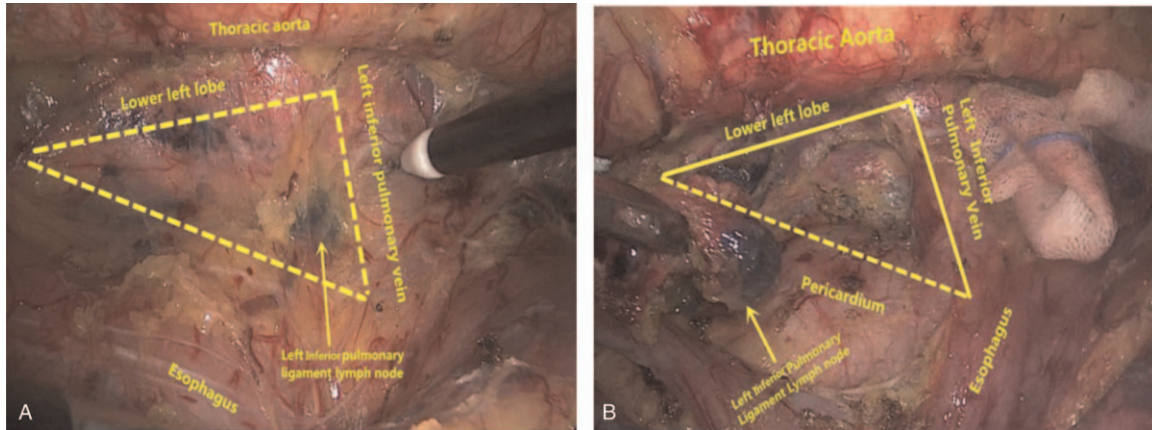 Thoracic aorta
Lower left lobe
Left inferior pulmonary vein
Left Inferior pulmonary
ligament lymph node
Esophagus
A
Thoracic Aorta
Lower left lobe
Left Inferior
Pulmonary Vein
Pericardium
Left Inferior Pulmonary
Ligament Lymph node
Esophagus
B